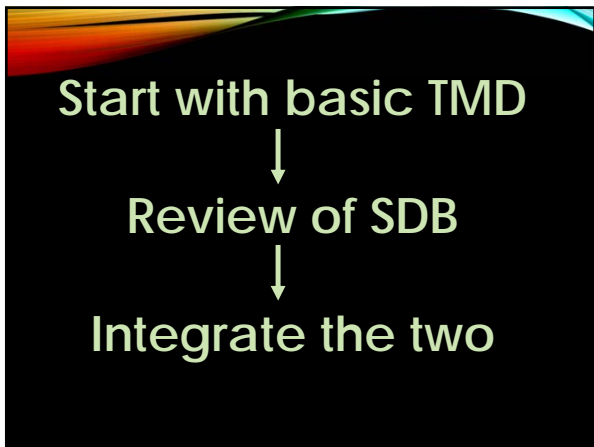 Start with basic TMD
Review of SDB
Integrate the two